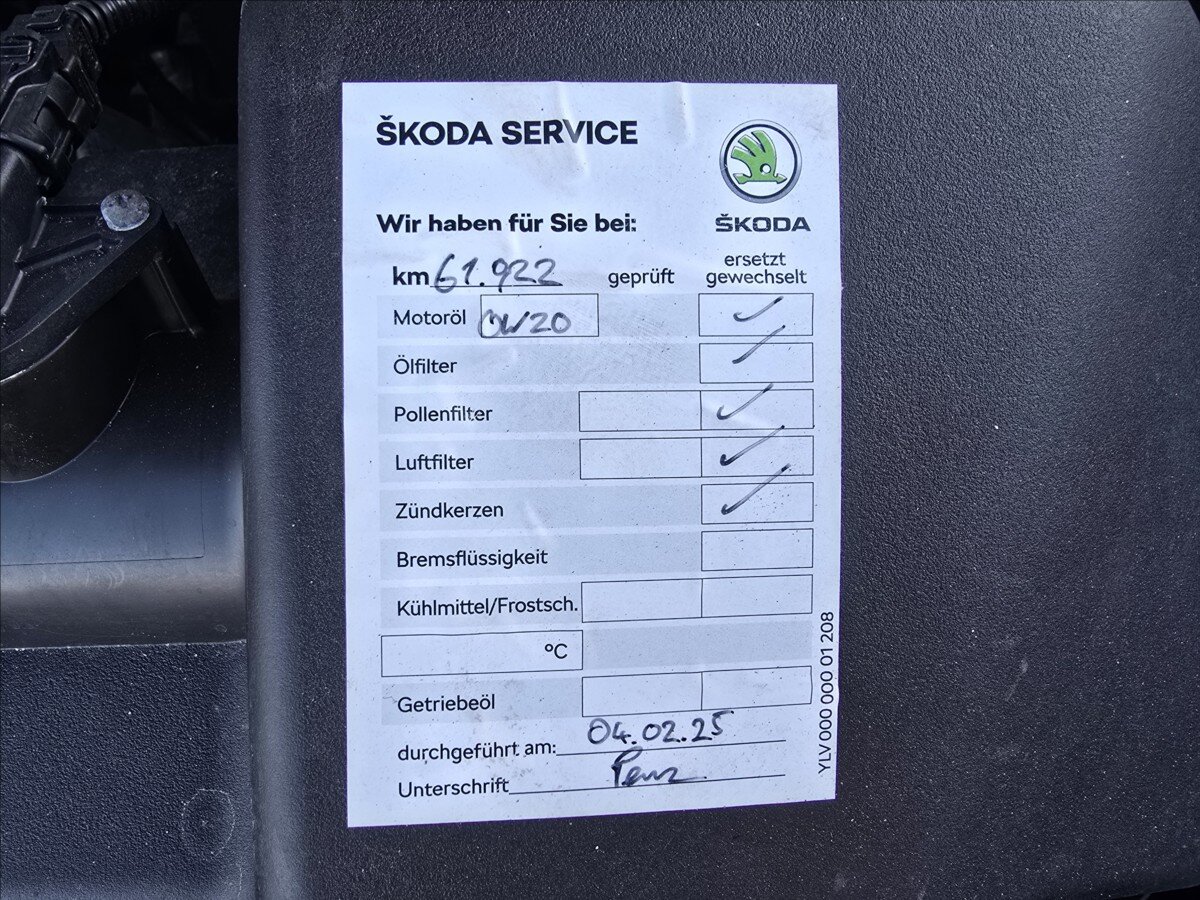 ŠKODA SERVICE
ŠKODA
Wir haben für Sie bei:
km 61.922 geprüft ersetzt gewechselt
Motoröl 0W20 ✓
Ölfilter ✓
Pollenfilter ✓
Luftfilter ✓
Zündkerzen ✓
Bremsflüssigkeit
Kühlmittel/Frostsch.
°C
Getriebeöl
durchgeführt am: 04.02.25
Unterschrift
YLV 000 000 01 208